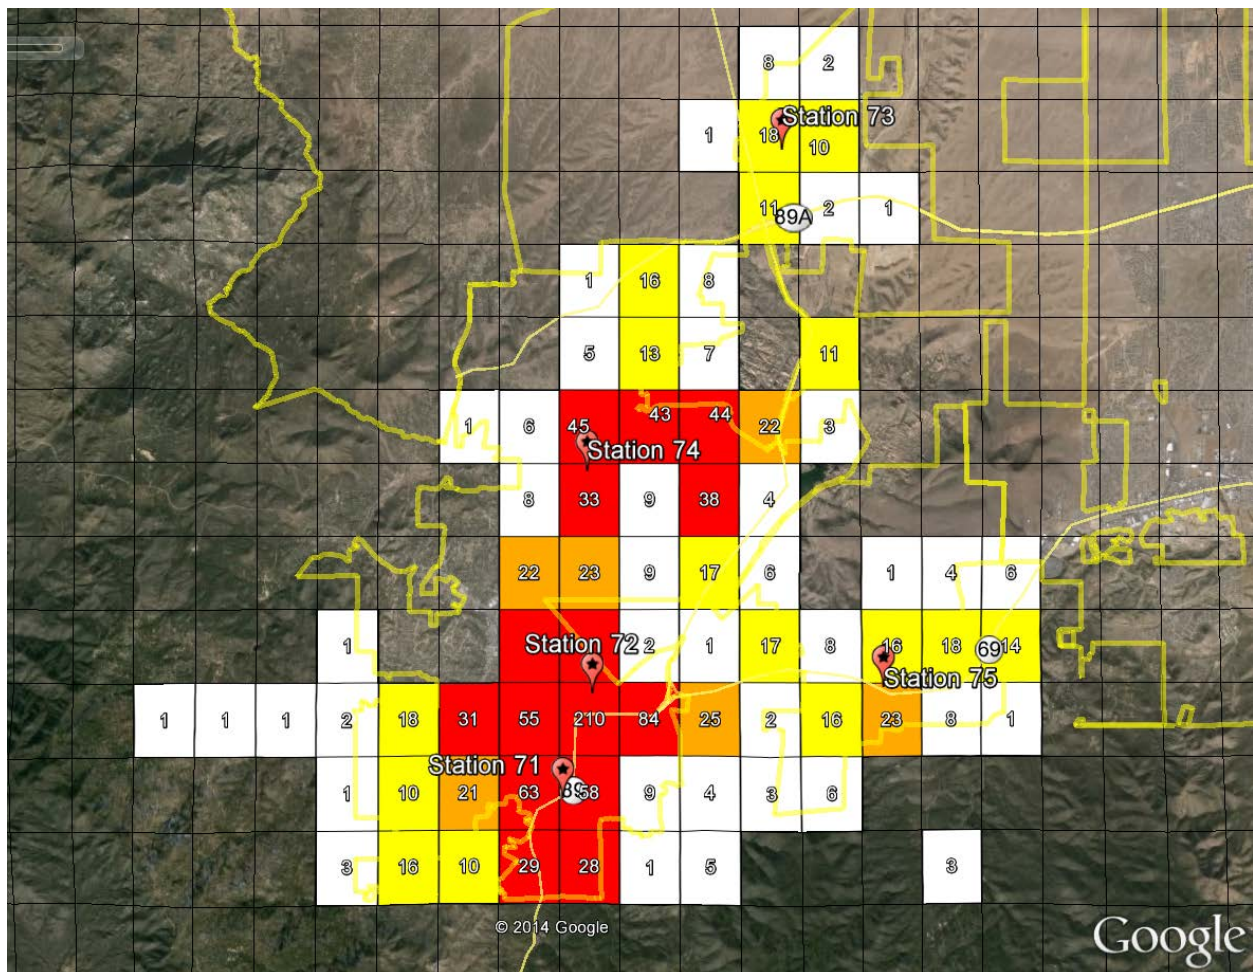 8 2
1 18 Station 73
10
11 89A 2 1
1 16 8
5 13 7 11
1 6 45 43 44 22 3
Station 74
8 33 9 38 4
22 23 9 17 6 1 4 6
1 Station 72 2 1 17 8 16 18 69 14
Station 75
1 1 1 2 18 31 55 210 84 25 2 16 23 8 1
Station 71
1 10 21 63 89 58 9 4 3 6
3 16 10 29 28 1 5 3
© 2014 Google
Google